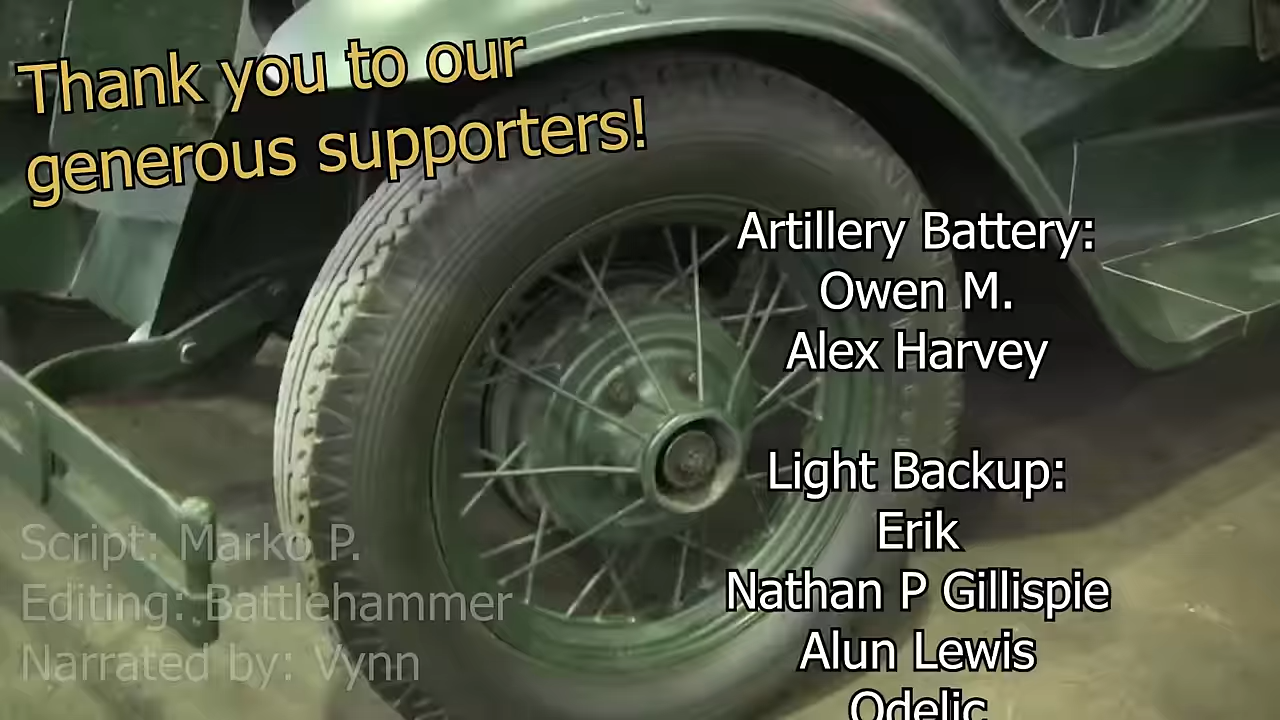 Thank you to our
generous supporters!
Artillery Battery:
Owen M.
Alex Harvey
Light Backup:
Erik
Nathan P Gillispie
Alun Lewis
Odelic
Script: Marko P.
Editing: Battlehammer
Narrated by: Vynn